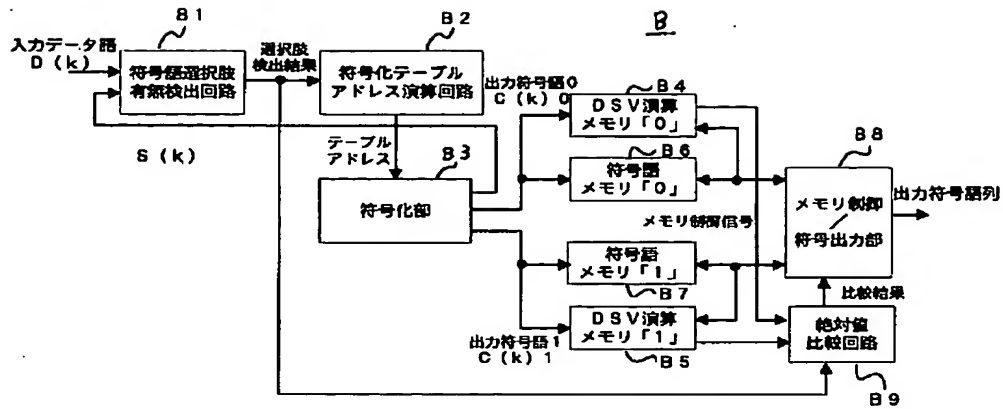 B
B1
入力データ語
D(k)
符号語選択肢
有無検出回路
選択肢
検出結果
B2
符号化テーブル
アドレス演算回路
S(k)
テーブル
アドレス
B3
符号化部
出力符号語0
C(k)0
B4
DSV演算
メモリ「0」
B6
符号語
メモリ「0」
メモリ制御信号
符号語
メモリ「1」
B7
DSV演算
メモリ「1」
B5
出力符号語1
C(k)1
B8
メモリ制御
/
符号出力部
出力符号語列
比較結果
絶対値
比較回路
B9